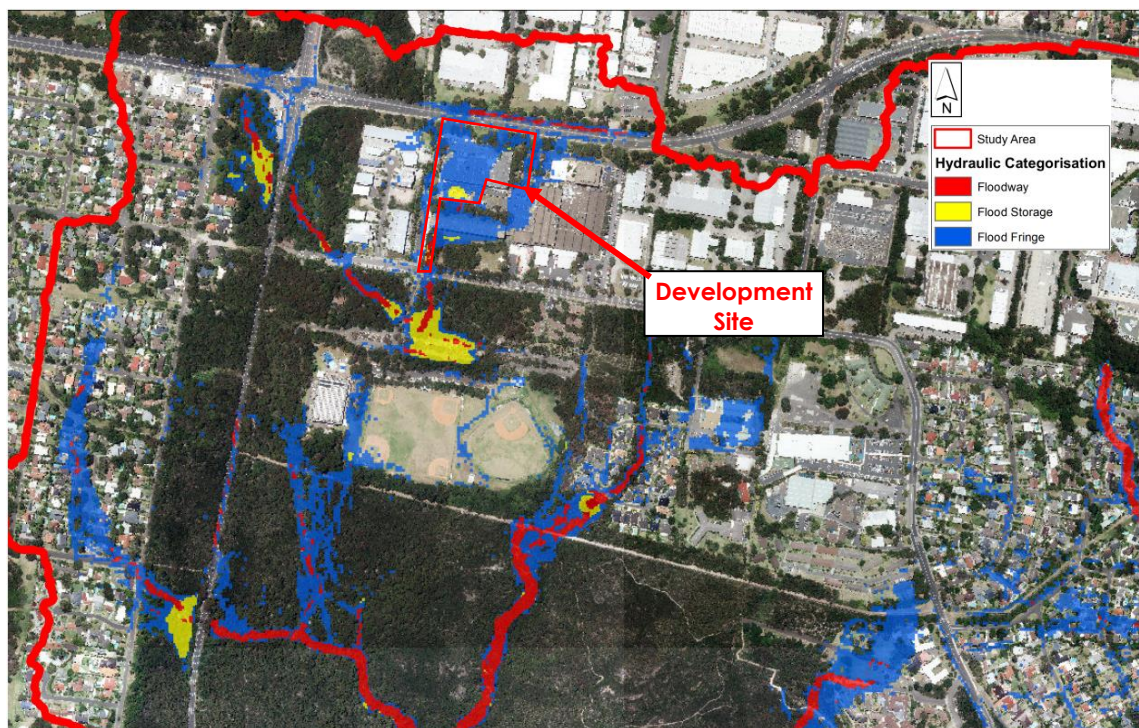 N
Study Area
Hydraulic Categorisation
Floodway
Flood Storage
Flood Fringe
Development
Site